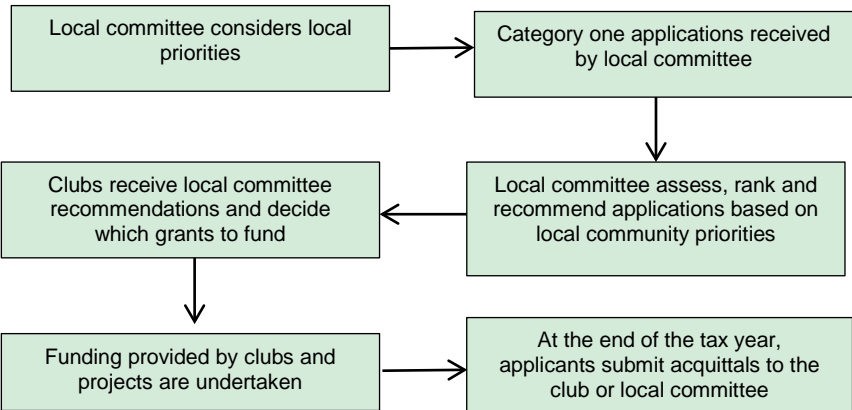 Local committee considers local
priorities
Category one applications received
by local committee
Clubs receive local committee
recommendations and decide
which grants to fund
Local committee assess, rank and
recommend applications based on
local community priorities
Funding provided by clubs and
projects are undertaken
At the end of the tax year,
applicants submit acquittals to the
club or local committee